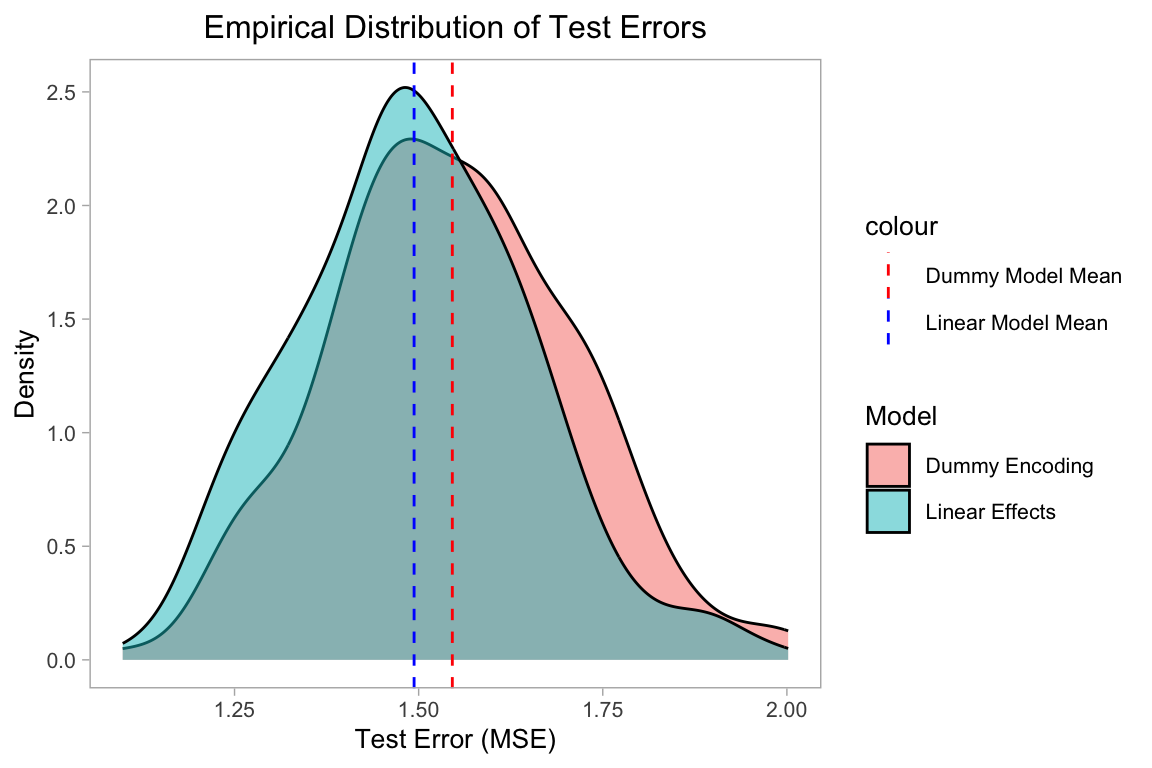 Empirical Distribution of Test Errors
Density
2.5
2.0
1.5
1.0
0.5
0.0
1.25
1.50
1.75
2.00
Test Error (MSE)
colour
Dummy Model Mean
Linear Model Mean
Model
Dummy Encoding
Linear Effects